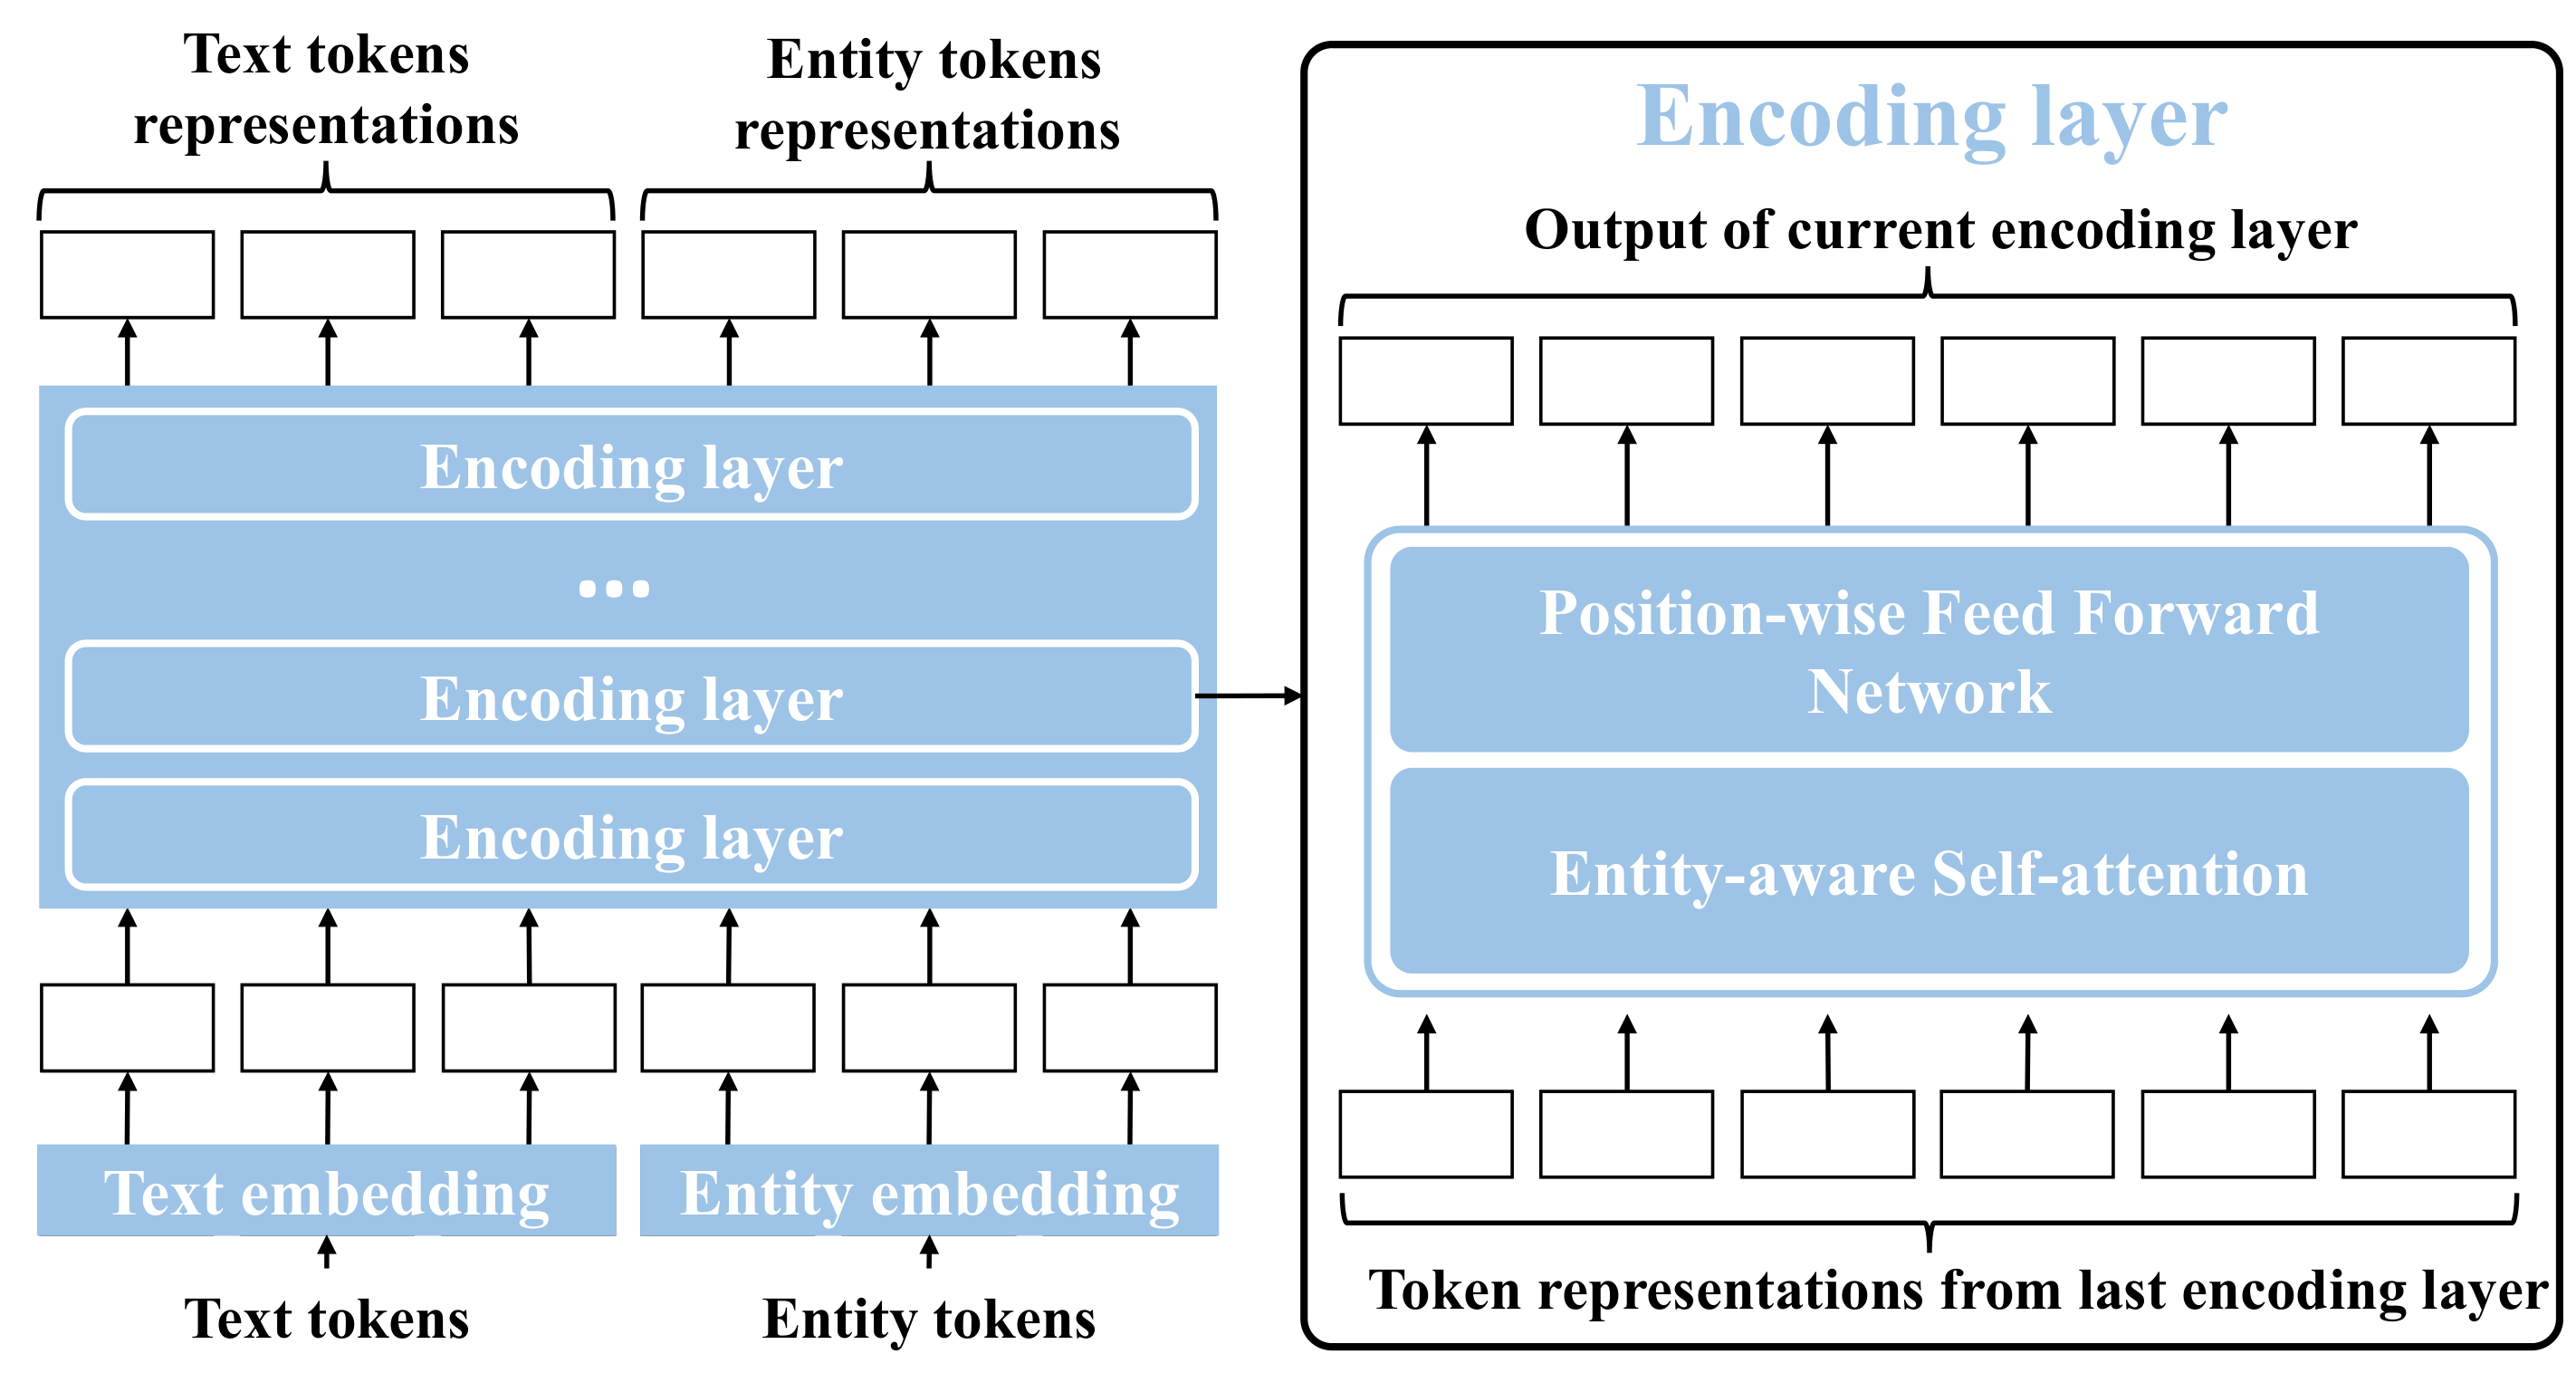 Text tokens
representations
Entity tokens
representations
Encoding layer
...
Encoding layer
Encoding layer
Text embedding
Entity embedding
Text tokens
Entity tokens
Encoding layer
Output of current encoding layer
Position-wise Feed Forward
Network
Entity-aware Self-attention
Token representations from last encoding layer